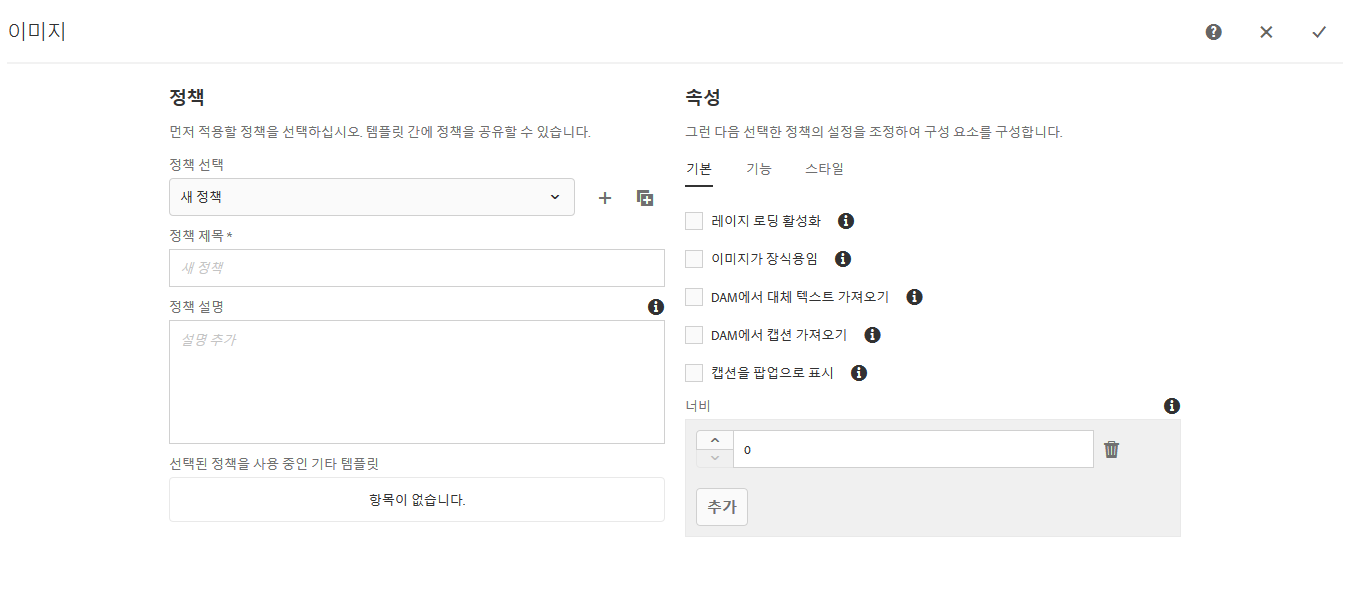 이미지
정책
먼저 적용할 정책을 선택하십시오. 템플릿 간에 정책을 공유할 수 있습니다.
정책 선택
새 정책
정책 제목 *
새 정책
정책 설명
설명 추가
선택된 정책을 사용 중인 기타 템플릿
항목이 없습니다.
속성
그런 다음 선택한 정책의 설정을 조정하여 구성 요소를 구성합니다.
기본 기능 스타일
레이지 로딩 활성화
이미지가 장식용임
DAM에서 대체 텍스트 가져오기
DAM에서 캡션 가져오기
캡션을 팝업으로 표시
너비
0
추가